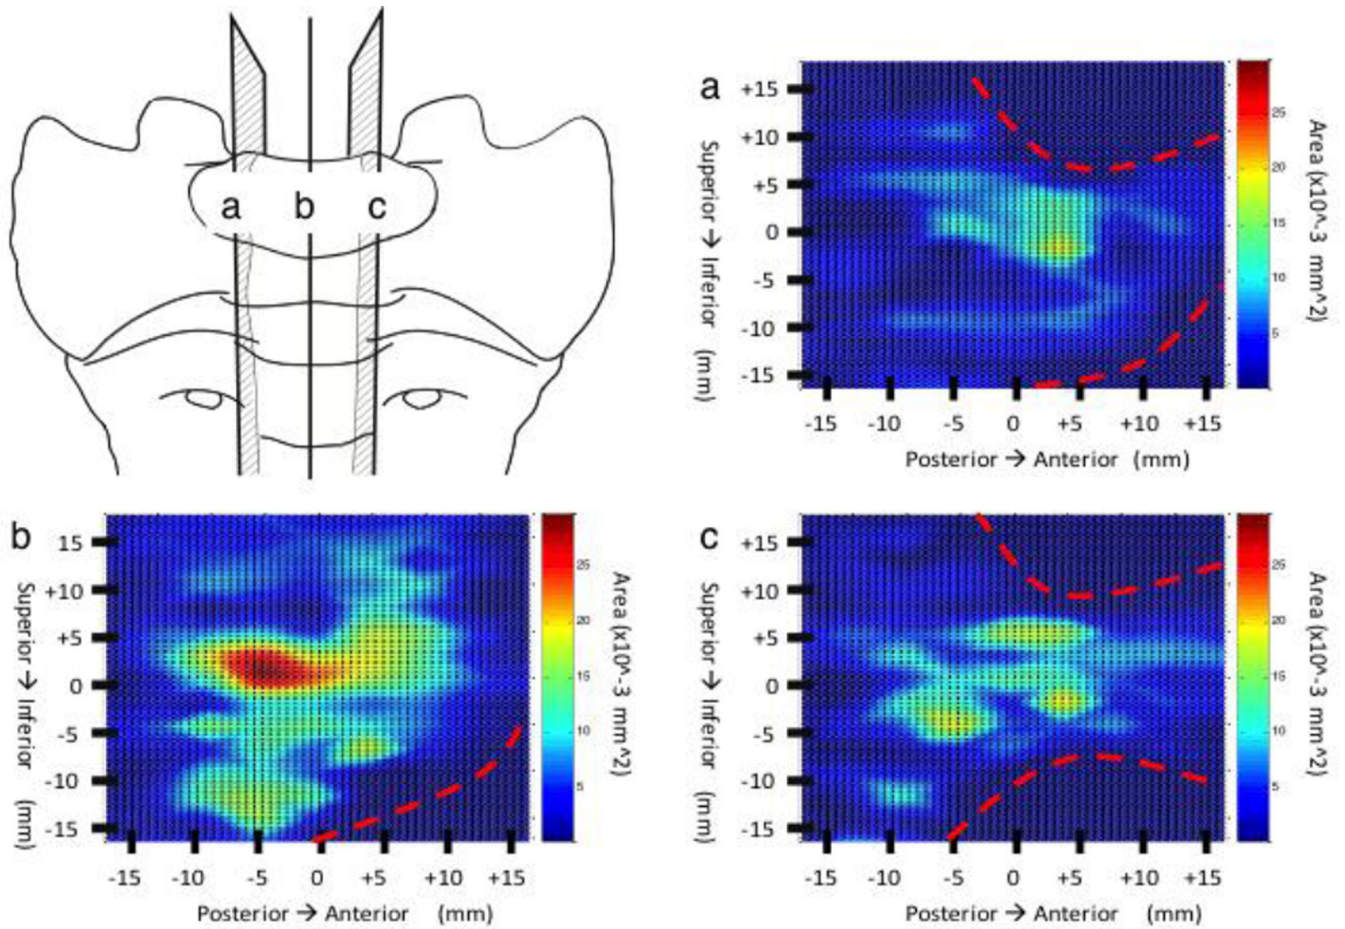 a b c
a
+15
+10
+5
0
-5
-10
-15
Superior → Inferior (mm)
-15 -10 -5 0 +5 +10 +15
Posterior → Anterior (mm)
25
20
15
10
5
Area (x10^-3 mm^2)
b
15
+10
+5
0
-5
-10
-15
Superior → Inferior (mm)
-15 -10 -5 0 +5 +10 +15
Posterior → Anterior (mm)
25
20
15
10
5
Area (x10^-3 mm^2)
c
+15
+10
+5
0
-5
-10
-15
Superior → Inferior (mm)
-15 -10 -5 0 +5 +10 +15
Posterior → Anterior (mm)
25
20
15
10
5
Area (x10^-3 mm^2)